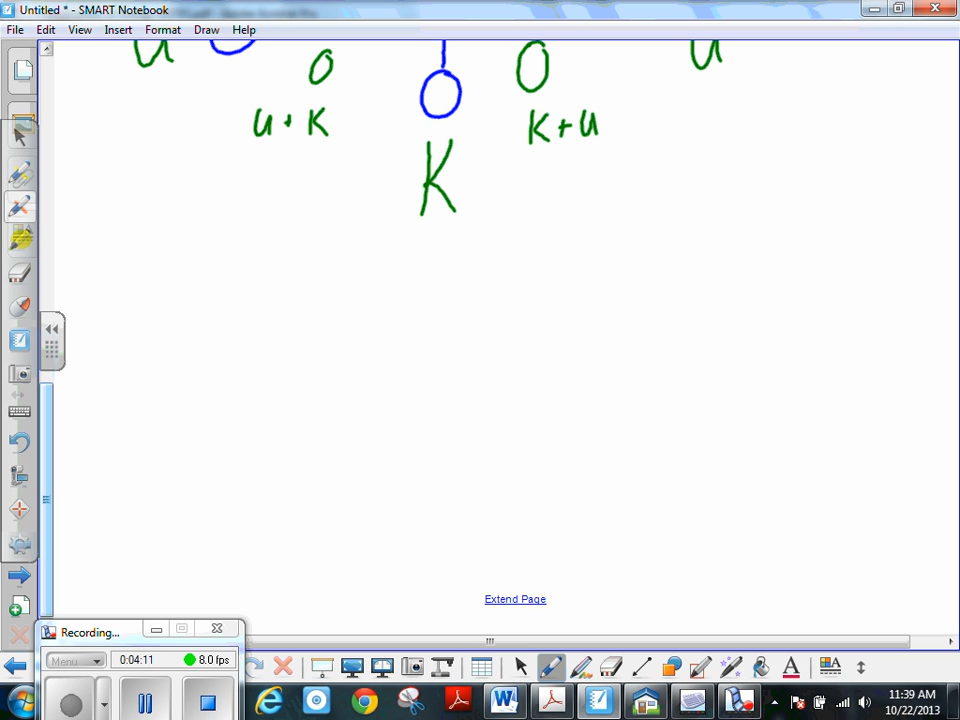 Untitled * - SMART Notebook
File Edit View Insert Format Draw Help
u u
u + K K + u
K
Extend Page
Recording...
Menu 0:04:11 8.0 fps
11:39 AM
10/22/2013